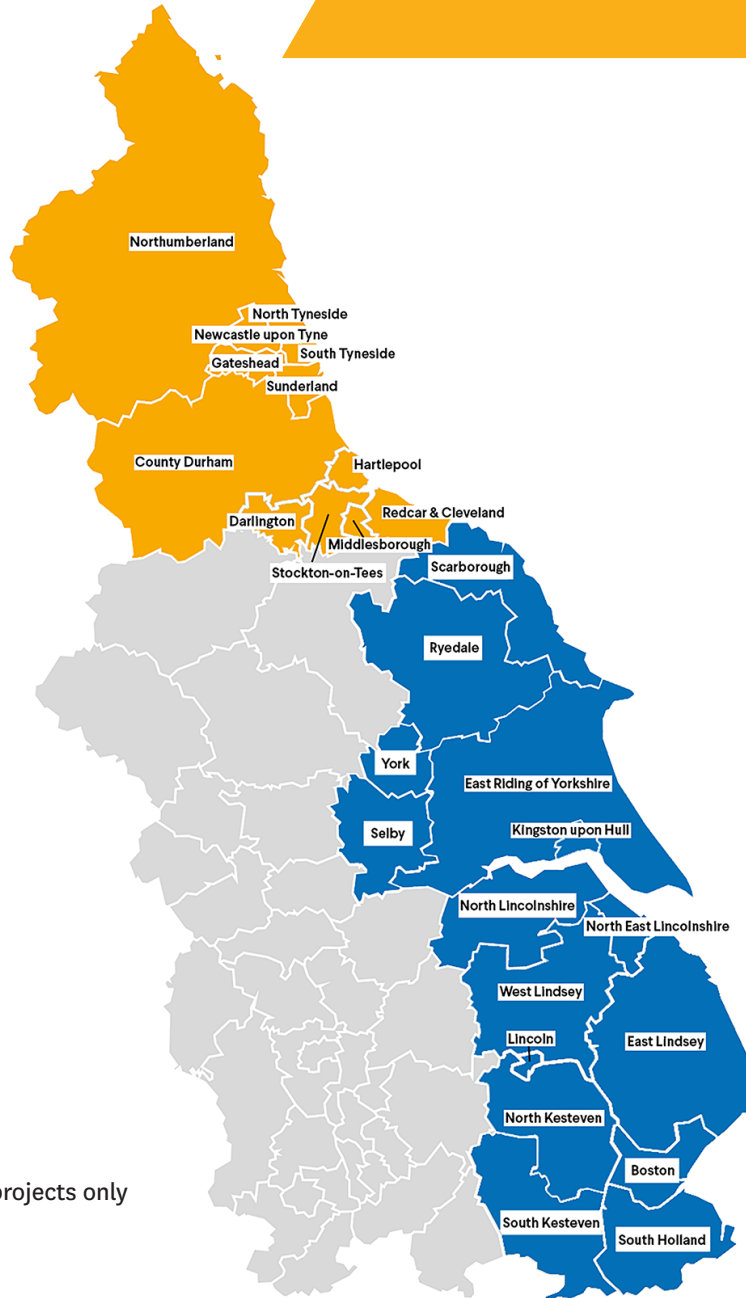 Northumberland
North Tyneside
Newcastle upon Tyne
South Tyneside
Gateshead
Sunderland
County Durham
Hartlepool
Redcar & Cleveland
Darlington
Middlesborough
Stockton-on-Tees
Scarborough
Ryedale
York
East Riding of Yorkshire
Kingston upon Hull
Selby
North Lincolnshire
North East Lincolnshire
West Lindsey
Lincoln
East Lindsey
North Kesteven
Boston
projects only
South Kesteven
South Holland